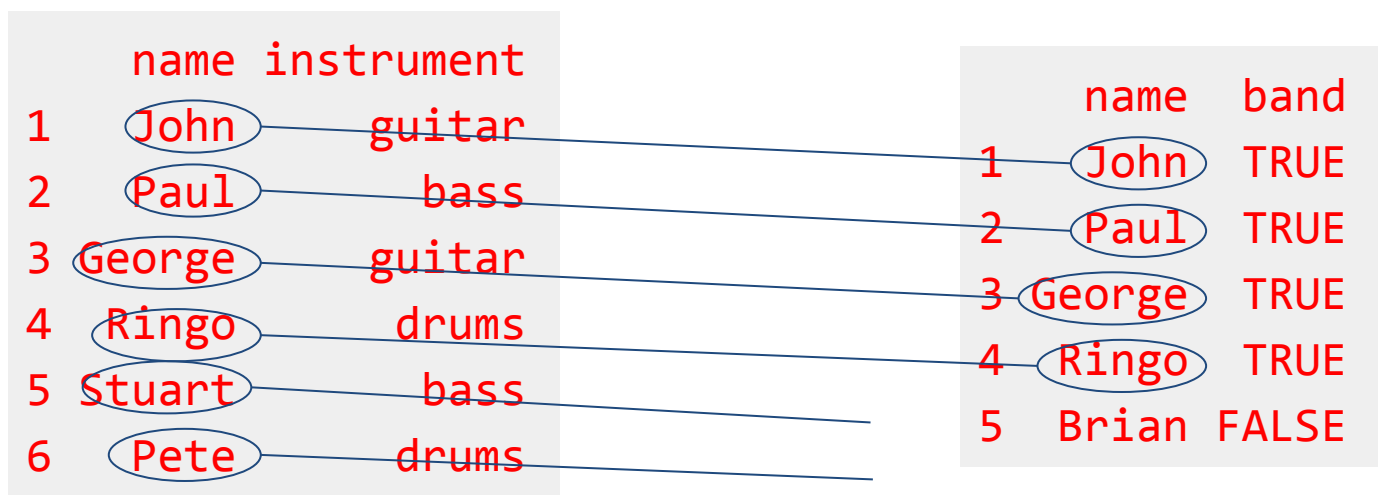 name instrument
1 John guitar
2 Paul bass
3 George guitar
4 Ringo drums
5 Stuart bass
6 Pete drums
name band
1 John TRUE
2 Paul TRUE
3 George TRUE
4 Ringo TRUE
5 Brian FALSE